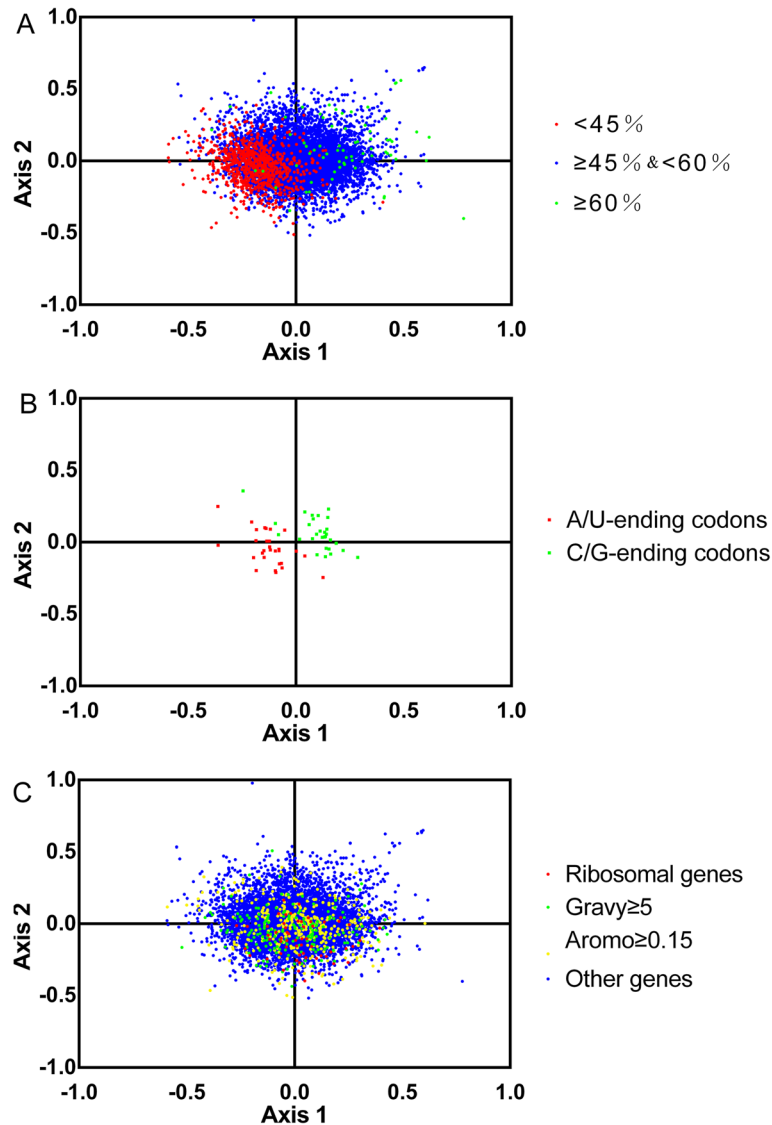 A
1.0
0.5
0.0
-0.5
-1.0
Axis 2
-1.0 -0.5 0.0 0.5 1.0
Axis 1
<45%
≥45% & <60%
≥60%
B
1.0
0.5
0.0
-0.5
-1.0
Axis 2
-1.0 -0.5 0.0 0.5 1.0
Axis 1
A/U-ending codons
C/G-ending codons
C
1.0
0.5
0.0
-0.5
-1.0
Axis 2
-1.0 -0.5 0.0 0.5 1.0
Axis 1
Ribosomal genes
Gravy≥5
Aromo≥0.15
Other genes